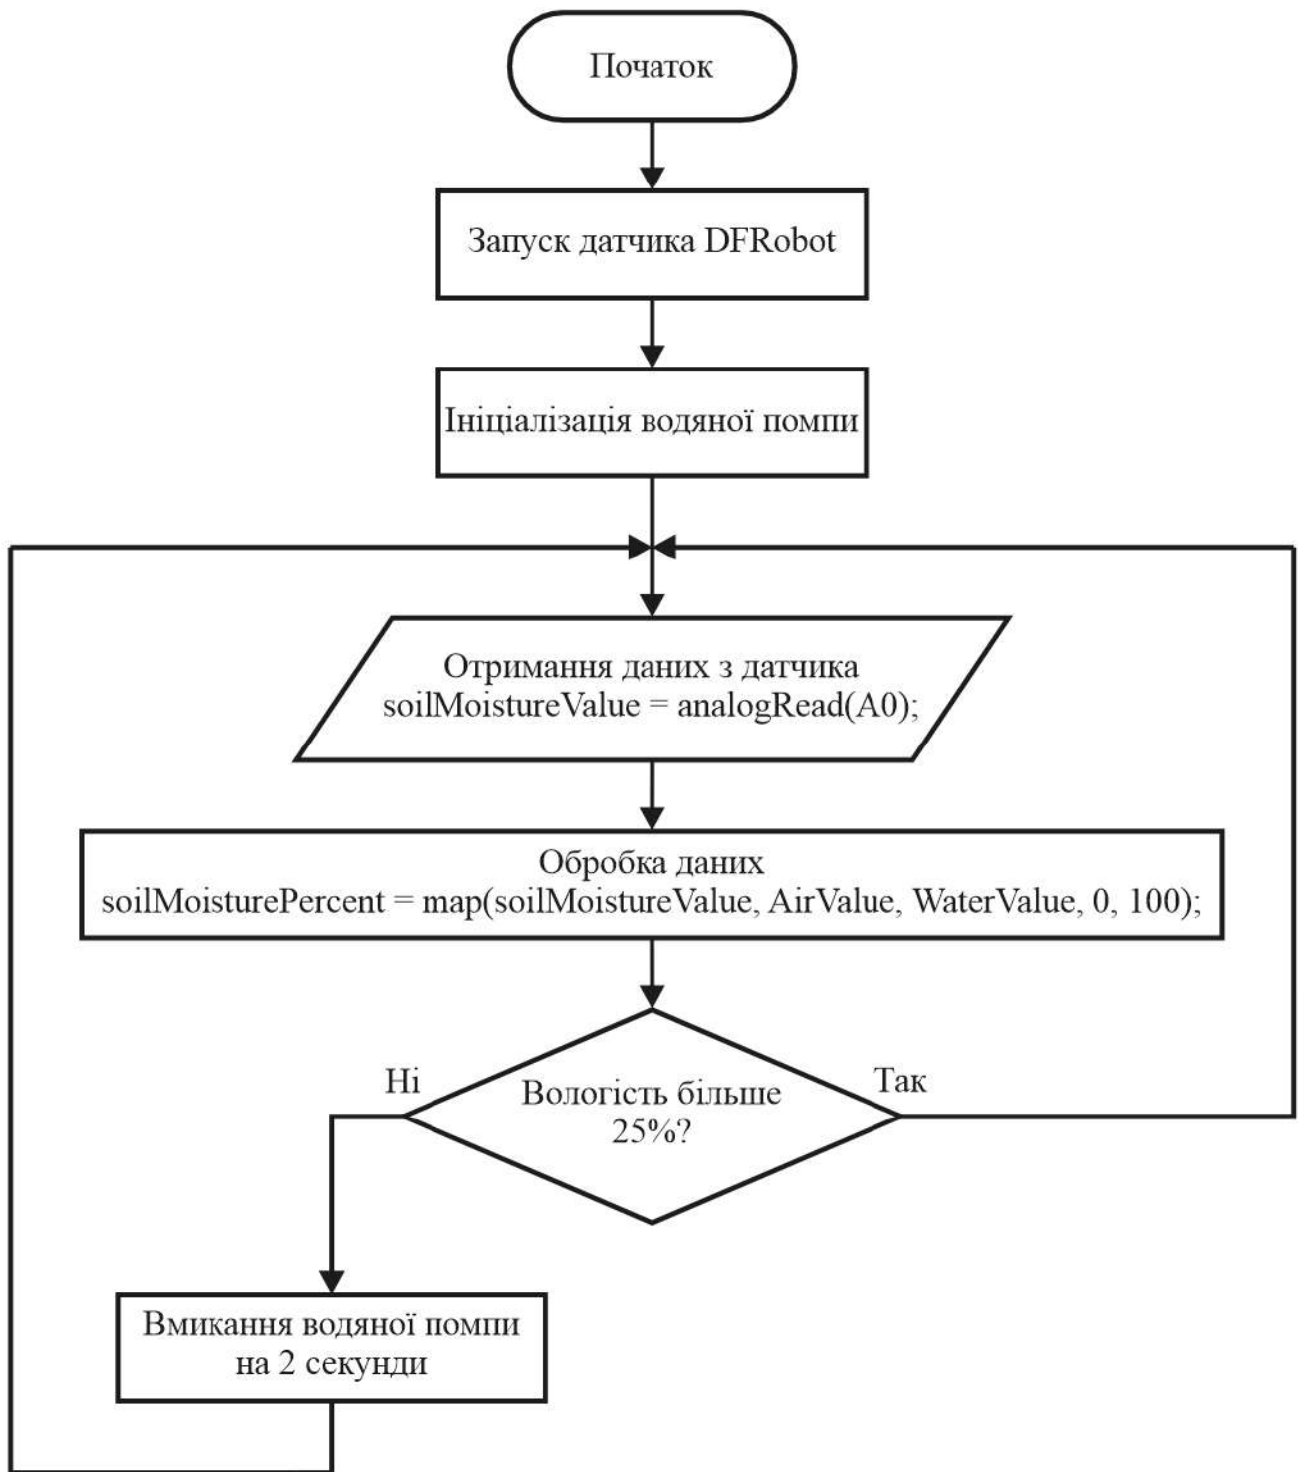 Початок
Запуск датчика DFRobot
Ініціалізація водяної помпи
Отримання даних з датчика
soilMoistureValue = analogRead(A0);
Обробка даних
soilMoisturePercent = map(soilMoistureValue, AirValue, WaterValue, 0, 100);
Ні
Вологість більше
25%?
Так
Вмикання водяної помпи
на 2 секунди